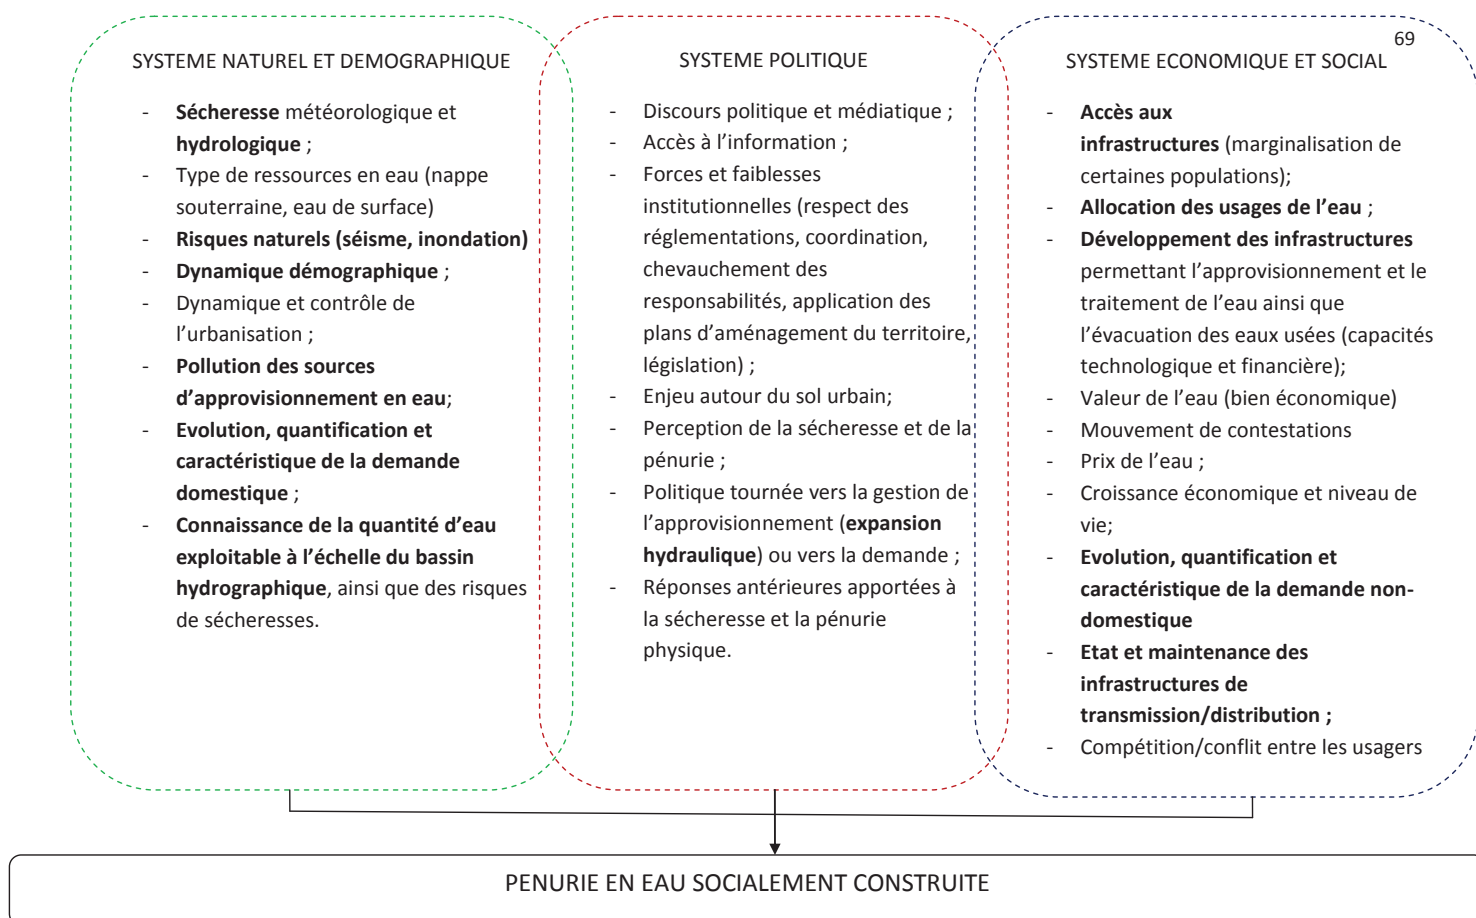 69
SYSTEME NATUREL ET DEMOGRAPHIQUE
- Sécheresse météorologique et
hydrologique ;
- Type de ressources en eau (nappe
souterraine, eau de surface)
- Risques naturels (séisme, inondation)
- Dynamique démographique ;
- Dynamique et contrôle de
l’urbanisation ;
- Pollution des sources
d’approvisionnement en eau;
- Evolution, quantification et
caractéristique de la demande
domestique ;
- Connaissance de la quantité d’eau
exploitable à l’échelle du bassin
hydrographique, ainsi que des risques
de sécheresses.
SYSTEME POLITIQUE
- Discours politique et médiatique ;
- Accès à l’information ;
- Forces et faiblesses
institutionnelles (respect des
réglementations, coordination,
chevauchement des
responsabilités, application des
plans d’aménagement du territoire,
législation) ;
- Enjeu autour du sol urbain;
- Perception de la sécheresse et de la
pénurie ;
- Politique tournée vers la gestion de
l’approvisionnement (expansion
hydraulique) ou vers la demande ;
- Réponses antérieures apportées à
la sécheresse et la pénurie
physique.
SYSTEME ECONOMIQUE ET SOCIAL
- Accès aux
infrastructures (marginalisation de
certaines populations);
- Allocation des usages de l’eau ;
- Développement des infrastructures
permettant l’approvisionnement et le
traitement de l’eau ainsi que
l’évacuation des eaux usées (capacités
technologique et financière);
- Valeur de l’eau (bien économique)
- Mouvement de contestations
- Prix de l’eau ;
- Croissance économique et niveau de
vie;
- Evolution, quantification et
caractéristique de la demande non-
domestique
- Etat et maintenance des
infrastructures de
transmission/distribution ;
- Compétition/conflit entre les usagers
PENURIE EN EAU SOCIALEMENT CONSTRUITE